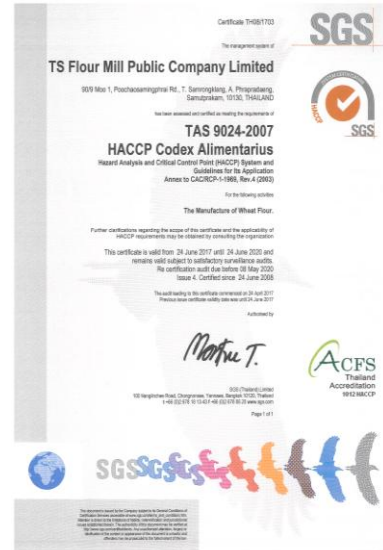 Certificate TH08/1703
SGS
The management system of
TS Flour Mill Public Company Limited
90/9 Moo 1, Poochaosamingphrai Rd., T. Samrongklang, A. Phrapradaeng,
Samutprakarn, 10130, THAILAND
has been assessed and certified as meeting the requirements of
SGS
TAS 9024-2007
HACCP Codex Alimentarius
Hazard Analysis and Critical Control Point (HACCP) System and
Guidelines for its Application
Annex to CAC/RCP-1-1969, Rev.4 (2003)
For the following activities
The Manufacture of Wheat Flour.
Further clarifications regarding the scope of this certificate and the applicability of
HACCP requirements may be obtained by consulting the organization
This certificate is valid from 24 June 2017 until 24 June 2020 and
remains valid subject to satisfactory surveillance audits.
Re certification audit due before 08 May 2020
Issue 4. Certified since 24 June 2008
The audit leading to this certificate commenced on 24 April 2017
Previous issue certificate validity date was until 24 June 2017
Authorised by
ACFS
Thailand
Accreditation
SGS (Thailand) Limited
Page 1 of 1
SGS SGS SGS